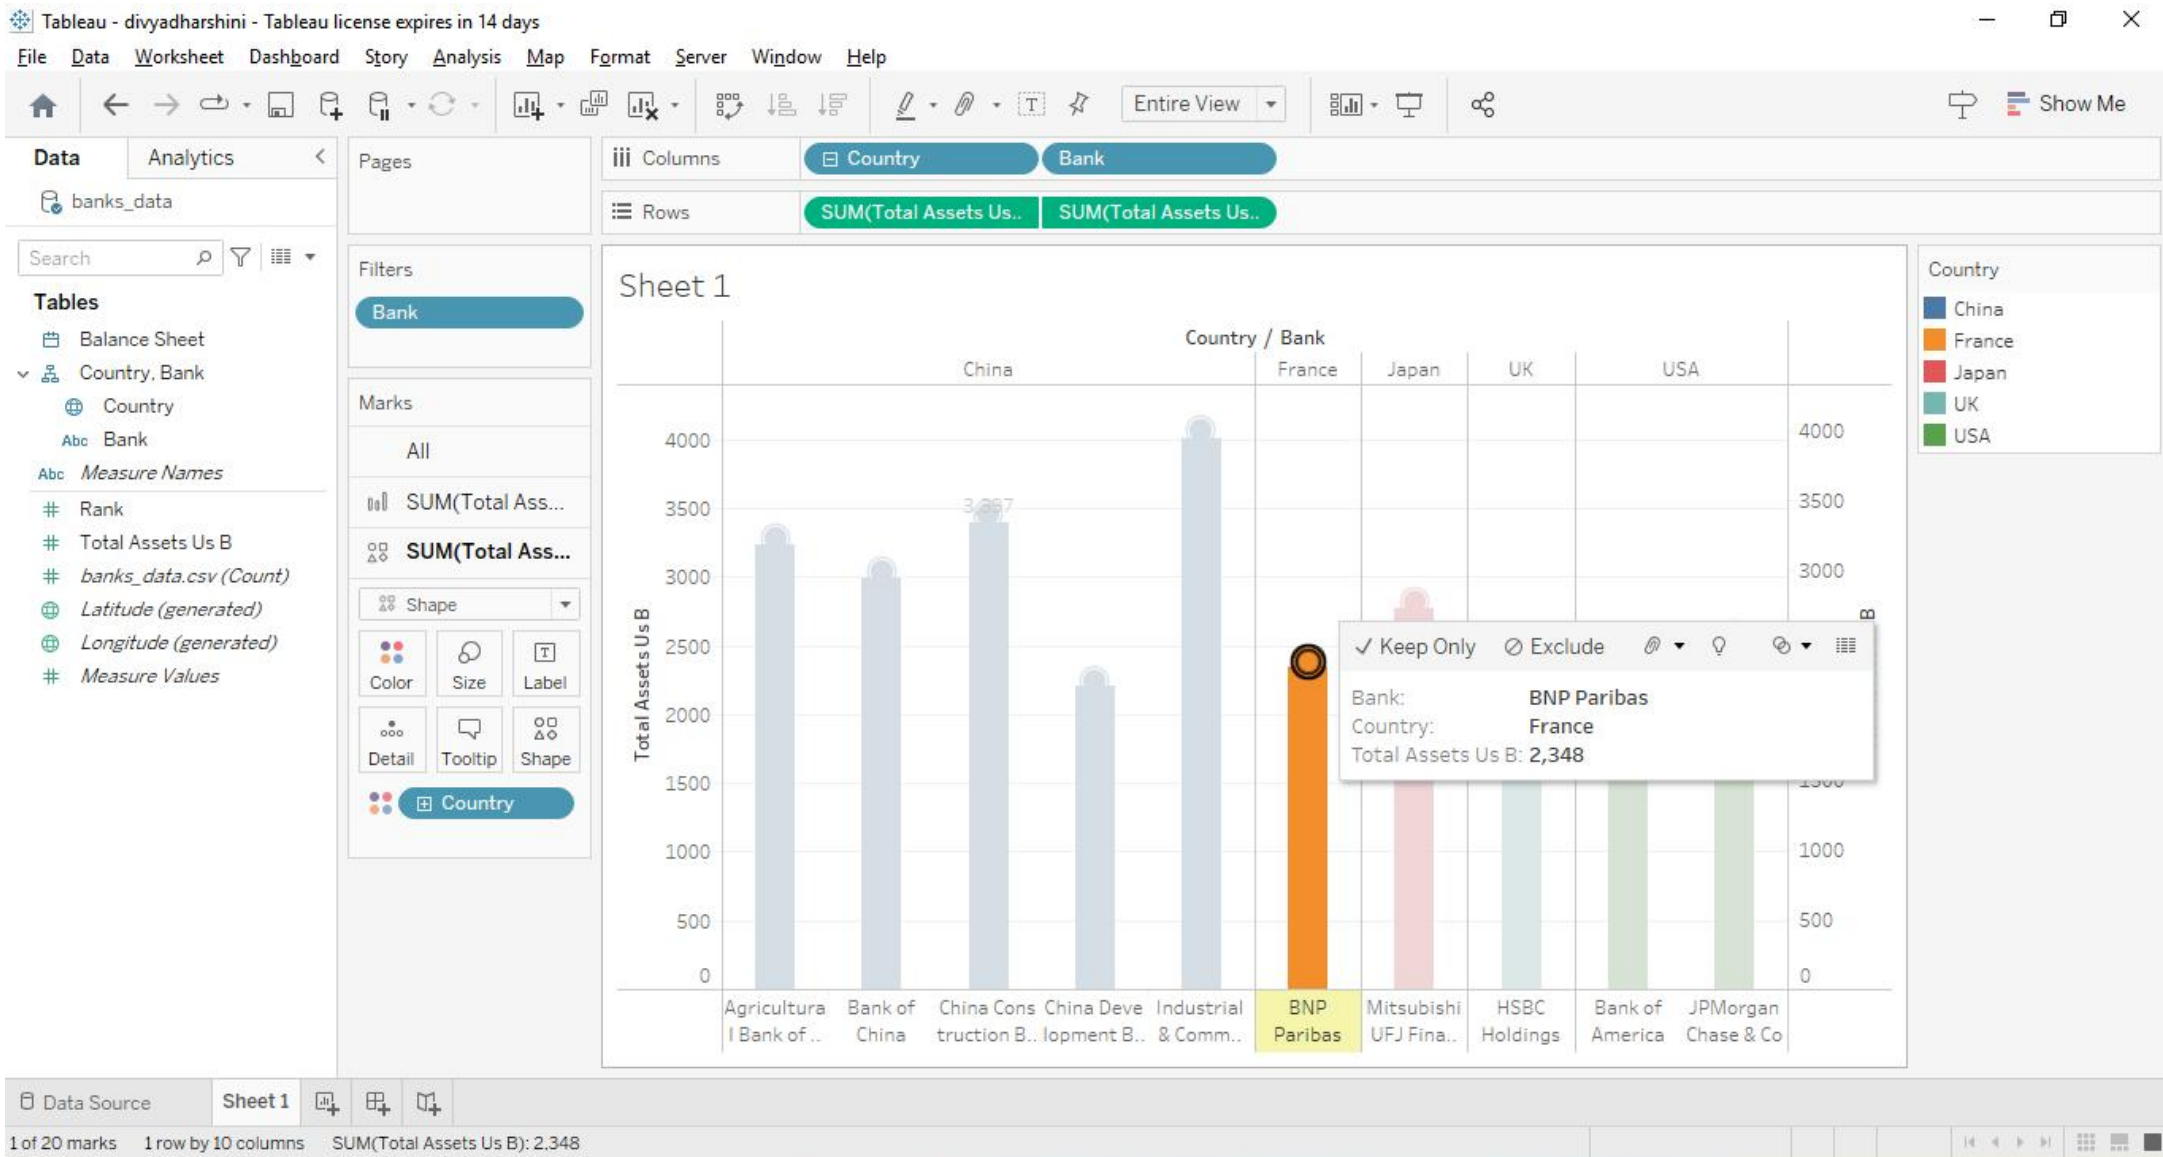 Tableau - divyadharshini - Tableau license expires in 14 days
File Data Worksheet Dashboard Story Analysis Map Format Server Window Help
Entire View
Show Me
Data Analytics
banks_data
Search
Tables
Balance Sheet
Country, Bank
Country
Abc Bank
Abc Measure Names
# Rank
# Total Assets Us B
# banks_data.csv (Count)
Latitude (generated)
Longitude (generated)
# Measure Values
Pages
Filters
Bank
Marks
All
SUM(Total Ass...
SUM(Total Ass...
Shape
Color Size Label
Detail Tooltip Shape
Country
Columns Country Bank
Rows SUM(Total Assets Us.. SUM(Total Assets Us..
Sheet 1
Country / Bank
China France Japan UK USA
Total Assets Us B
4000
3500
3000
2500
2000
1500
1000
500
0
4000
3500
3000
1000
500
0
B
Keep Only Exclude
Bank: BNP Paribas
Country: France
Total Assets Us B: 2,348
Agricultura
l Bank of ..
Bank of
China
China Cons
truction B..
China Deve
lopment B..
Industrial
& Comm..
BNP
Paribas
Mitsubishi
UFJ Fina..
HSBC
Holdings
Bank of
America
JPMorgan
Chase & Co
Country
China
France
Japan
UK
USA
Data Source Sheet 1
1 of 20 marks 1 row by 10 columns SUM(Total Assets Us B): 2,348